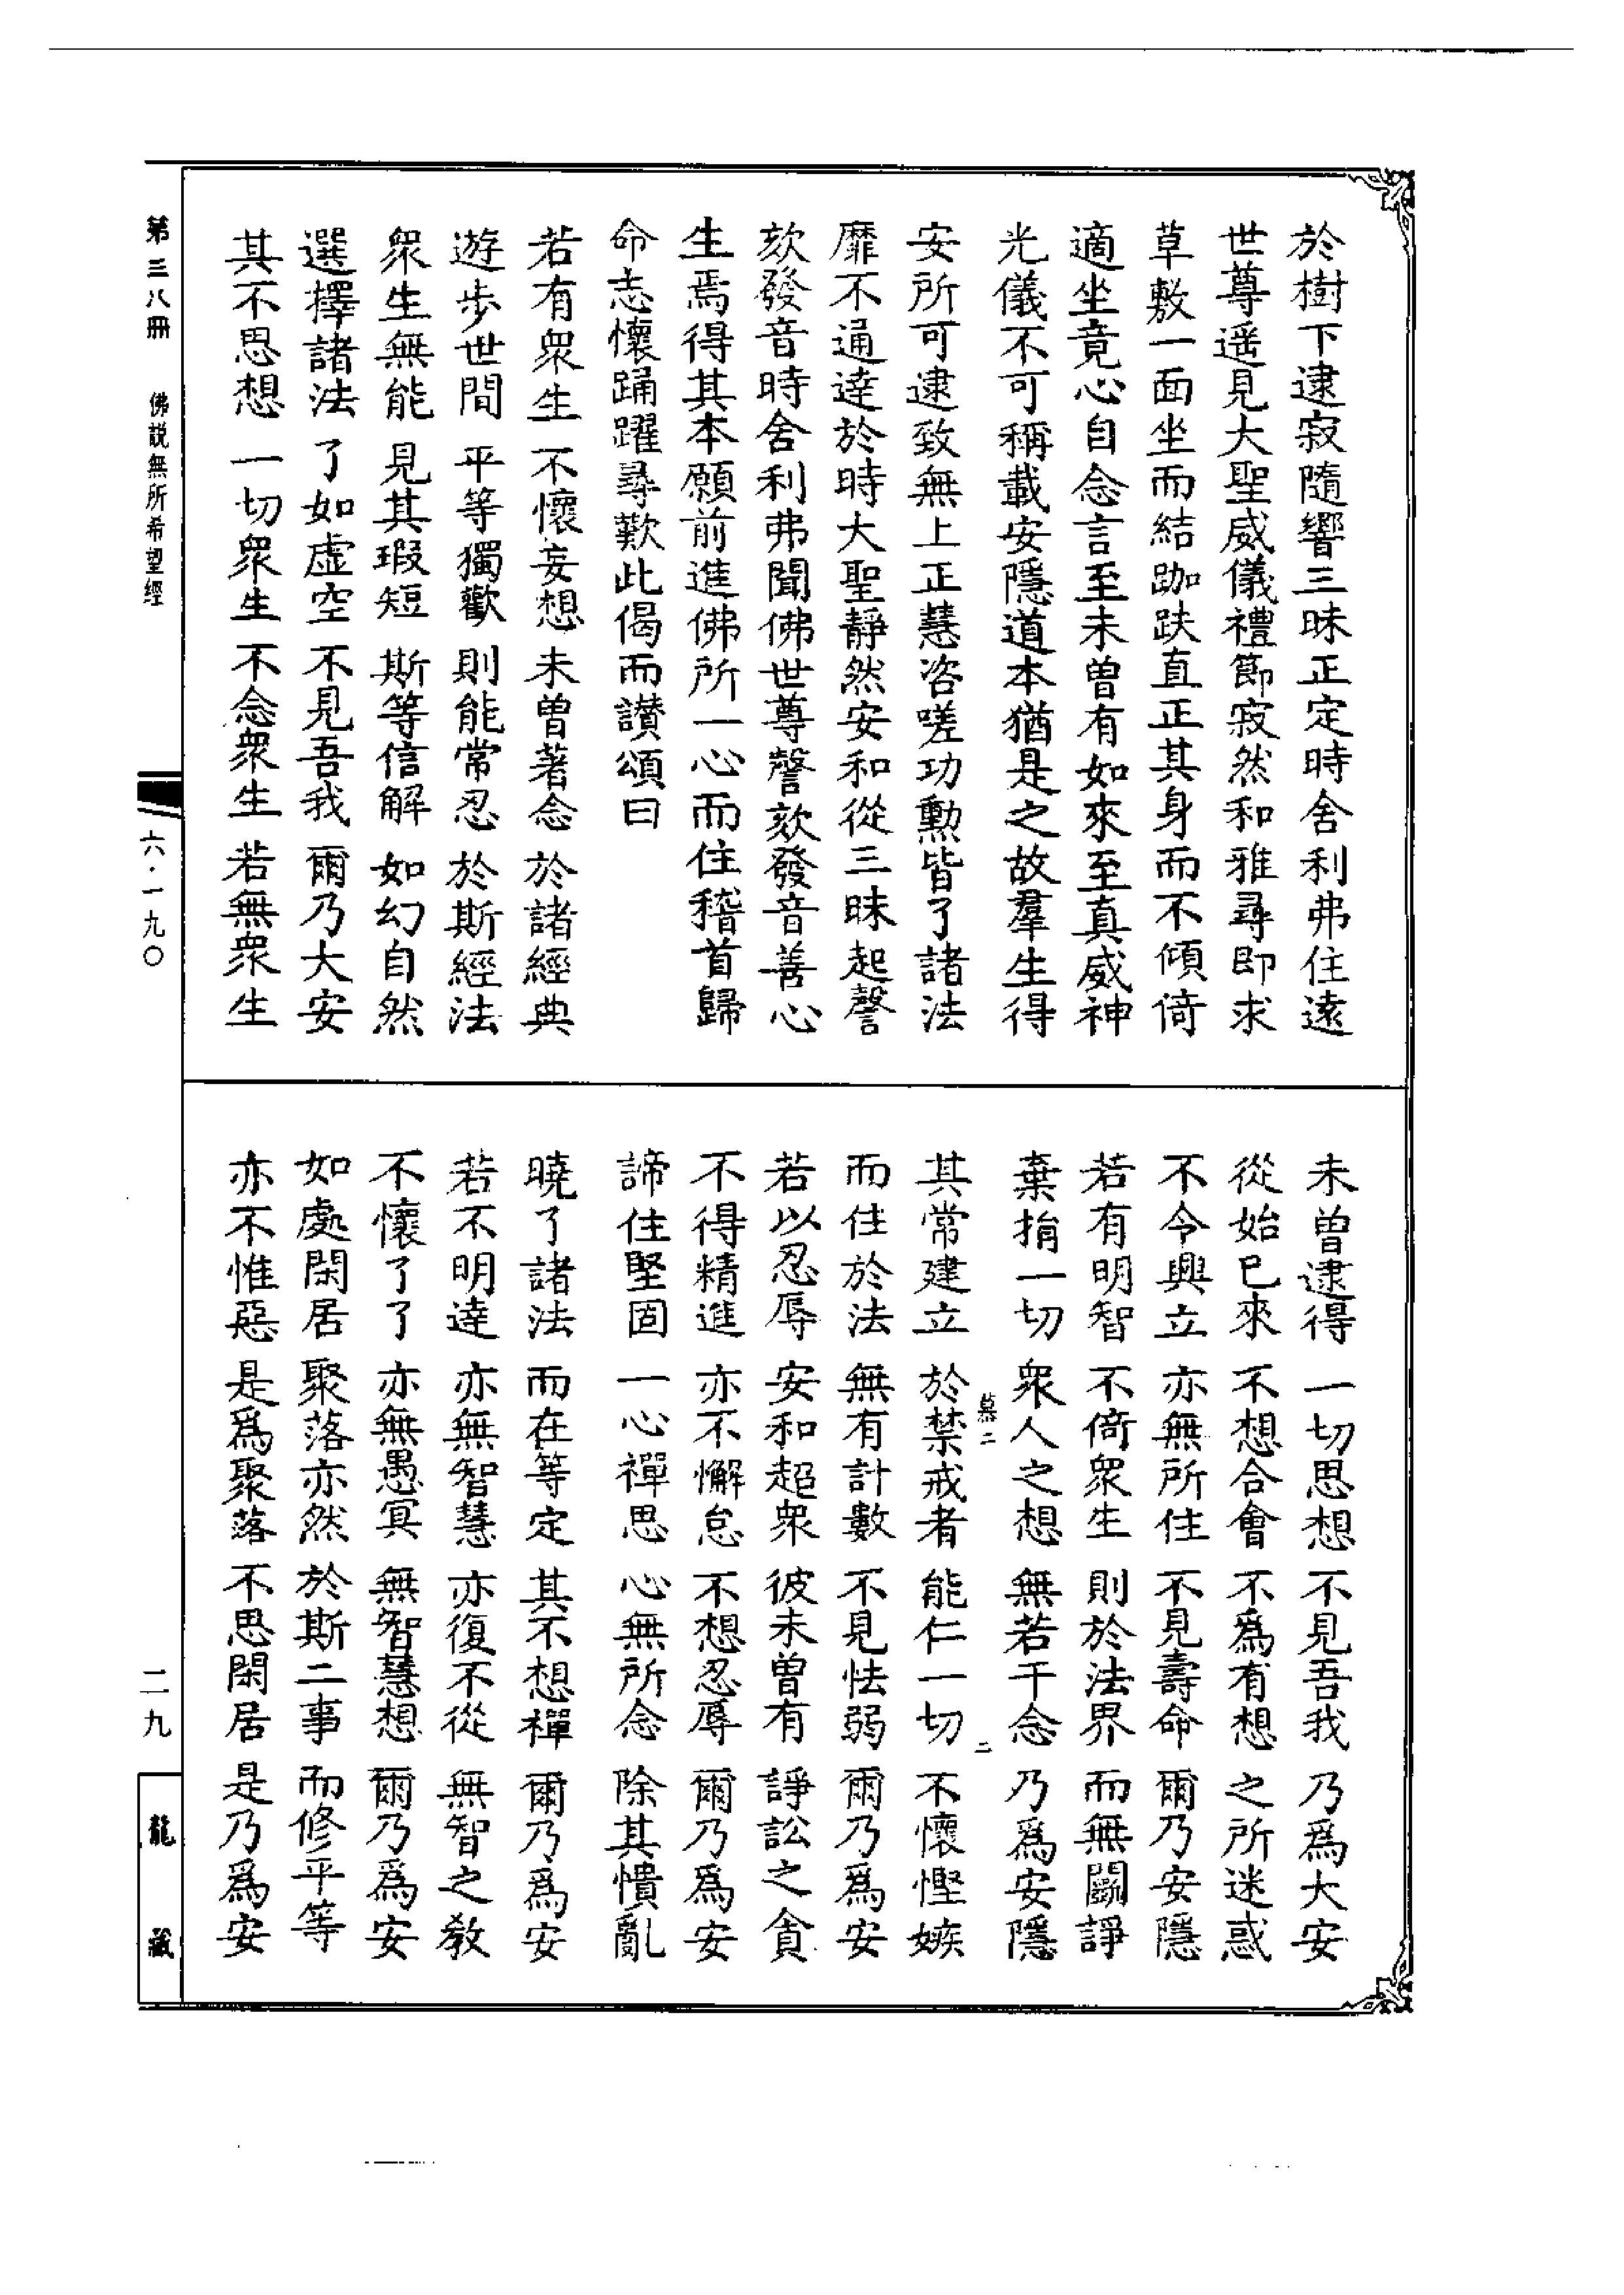 於樹下逮寂隨響三昧正定時舍利弗住遠
世尊遥見大聖威儀禮節寂然和雅尋即求
草敷一面坐而結跏趺直正其身而不傾倚
適坐竟心自念言至未曾有如來至真威神
光儀不可稱載安隱道本猶是之故羣生得
安所可逮致無上正慧咨嗟功勲皆了諸法
靡不通達於時大聖靜然安和從三昧起謦
欬發音時舍利弗聞佛世尊謦欬發音善心
生焉得其本願前進佛所一心而住稽首歸
命志懷踊躍尋歎此偈而讃頌曰
若有衆生 不懷妄想 未曾著念 於諸經典
遊步世間 平等獨歡 則能常忍 於斯經法
衆生無能 見其瑕短 斯等信解 如幻自然
選擇諸法 了如虚空 不見吾我 爾乃大安
其不思想 一切衆生 不念衆生 若無衆生
未曾逮得 一切思想 不見吾我 乃爲大安
從始已來 不想合會 不爲有想 之所迷惑
不令興立 亦無所住 不見壽命 爾乃安隱
若有明智 不倚衆生 則於法界 而無鬭諍
棄捐一切 衆人之想 無若干念 乃爲安隱
慕二 二
其常建立 於禁戒者 能仁一切 不懷慳嫉
而住於法 無有計數 不見怯弱 爾乃爲安
若以忍辱 安和超衆 彼未曾有 諍訟之貪
不得精進 亦不懈怠 不想忍辱 爾乃爲安
諦住堅固 一心禪思 心無所念 除其憒亂
曉了諸法 而在等定 其不想禪 爾乃爲安
若不明達 亦無智慧 亦復不從 無智之教
不懷了了 亦無愚冥 無智慧想 爾乃爲安
如處閑居 聚落亦然 於斯二事 而修平等
亦不惟惡 是爲聚落 不思閑居 是乃爲安
第三八冊 佛説無所希望經
六·一九〇
二九
龍藏